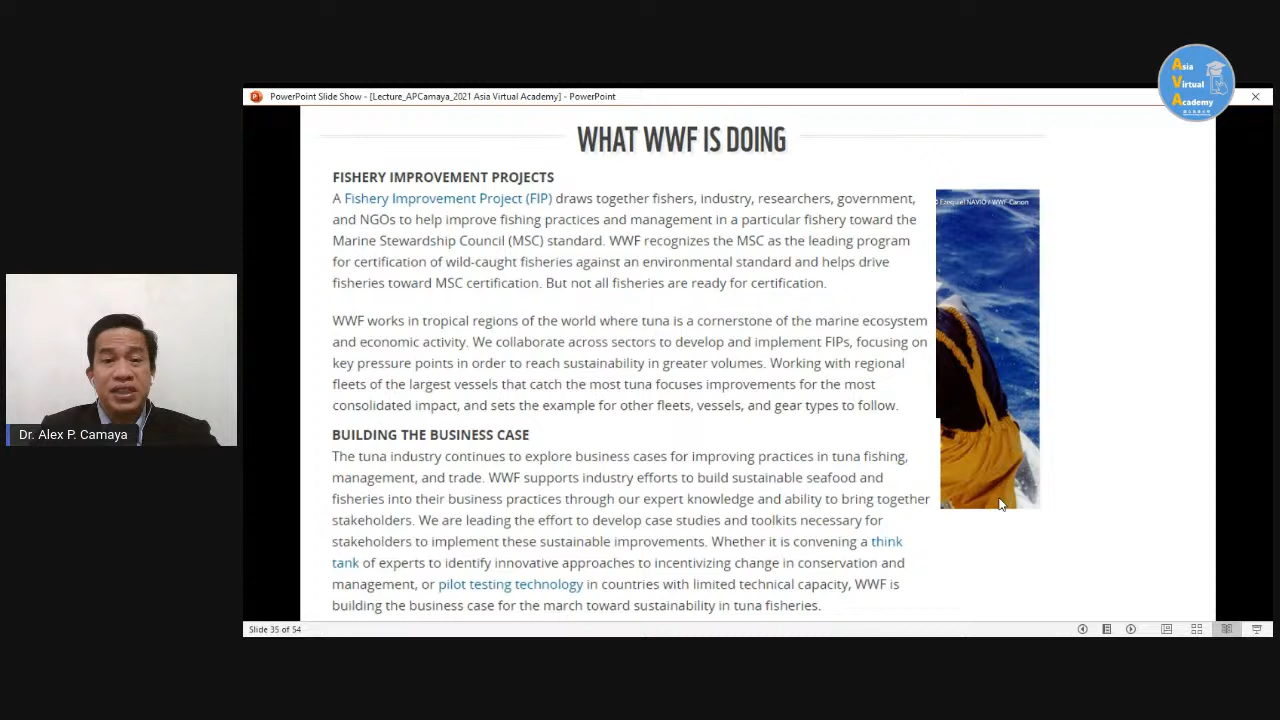 Asia
Virtual
Academy
PowerPoint Slide Show - [Lecture_APCamaya_2021 Asia Virtual Academy] - PowerPoint
WHAT WWF IS DOING
FISHERY IMPROVEMENT PROJECTS
A Fishery Improvement Project (FIP) draws together fishers, industry, researchers, government,
and NGOs to help improve fishing practices and management in a particular fishery toward the
Marine Stewardship Council (MSC) standard. WWF recognizes the MSC as the leading program
for certification of wild-caught fisheries against an environmental standard and helps drive
fisheries toward MSC certification. But not all fisheries are ready for certification.
WWF works in tropical regions of the world where tuna is a cornerstone of the marine ecosystem
and economic activity. We collaborate across sectors to develop and implement FIPs, focusing on
key pressure points in order to reach sustainability in greater volumes. Working with regional
fleets of the largest vessels that catch the most tuna focuses improvements for the most
consolidated impact, and sets the example for other fleets, vessels, and gear types to follow.
BUILDING THE BUSINESS CASE
The tuna industry continues to explore business cases for improving practices in tuna fishing,
management, and trade. WWF supports industry efforts to build sustainable seafood and
fisheries into their business practices through our expert knowledge and ability to bring together
stakeholders. We are leading the effort to develop case studies and toolkits necessary for
stakeholders to implement these sustainable improvements. Whether it is convening a think
tank of experts to identify innovative approaches to incentivizing change in conservation and
management, or pilot testing technology in countries with limited technical capacity, WWF is
building the business case for the march toward sustainability in tuna fisheries.
© Ezequiel NAVIO / WWF-Canon
Dr. Alex P. Camaya
Slide 35 of 54